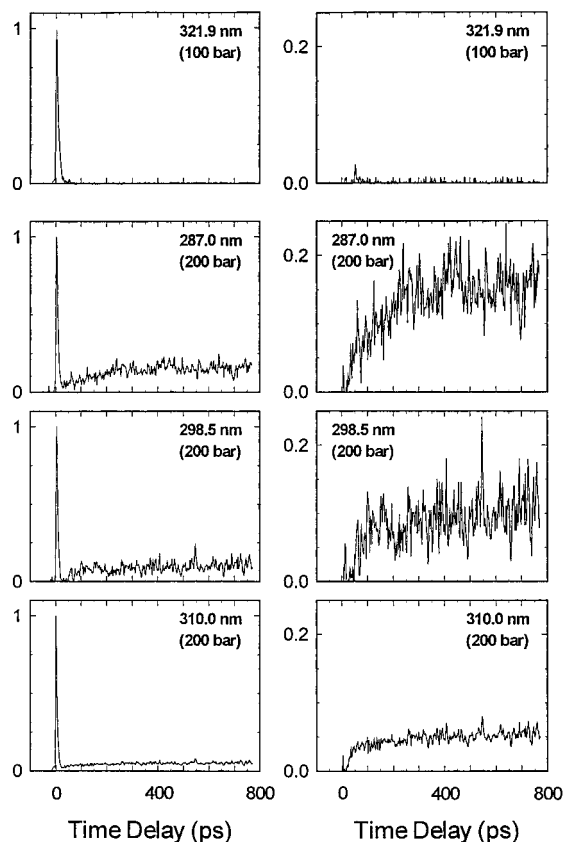 1
0
321.9 nm
(100 bar)
0.2
0.0
321.9 nm
(100 bar)
1
0
287.0 nm
(200 bar)
0.2
0.0
287.0 nm
(200 bar)
1
0
298.5 nm
(200 bar)
0.2
0.0
298.5 nm
(200 bar)
1
0
310.0 nm
(200 bar)
0.2
0.0
310.0 nm
(200 bar)
0 400 800
0 400 800
Time Delay (ps)
Time Delay (ps)